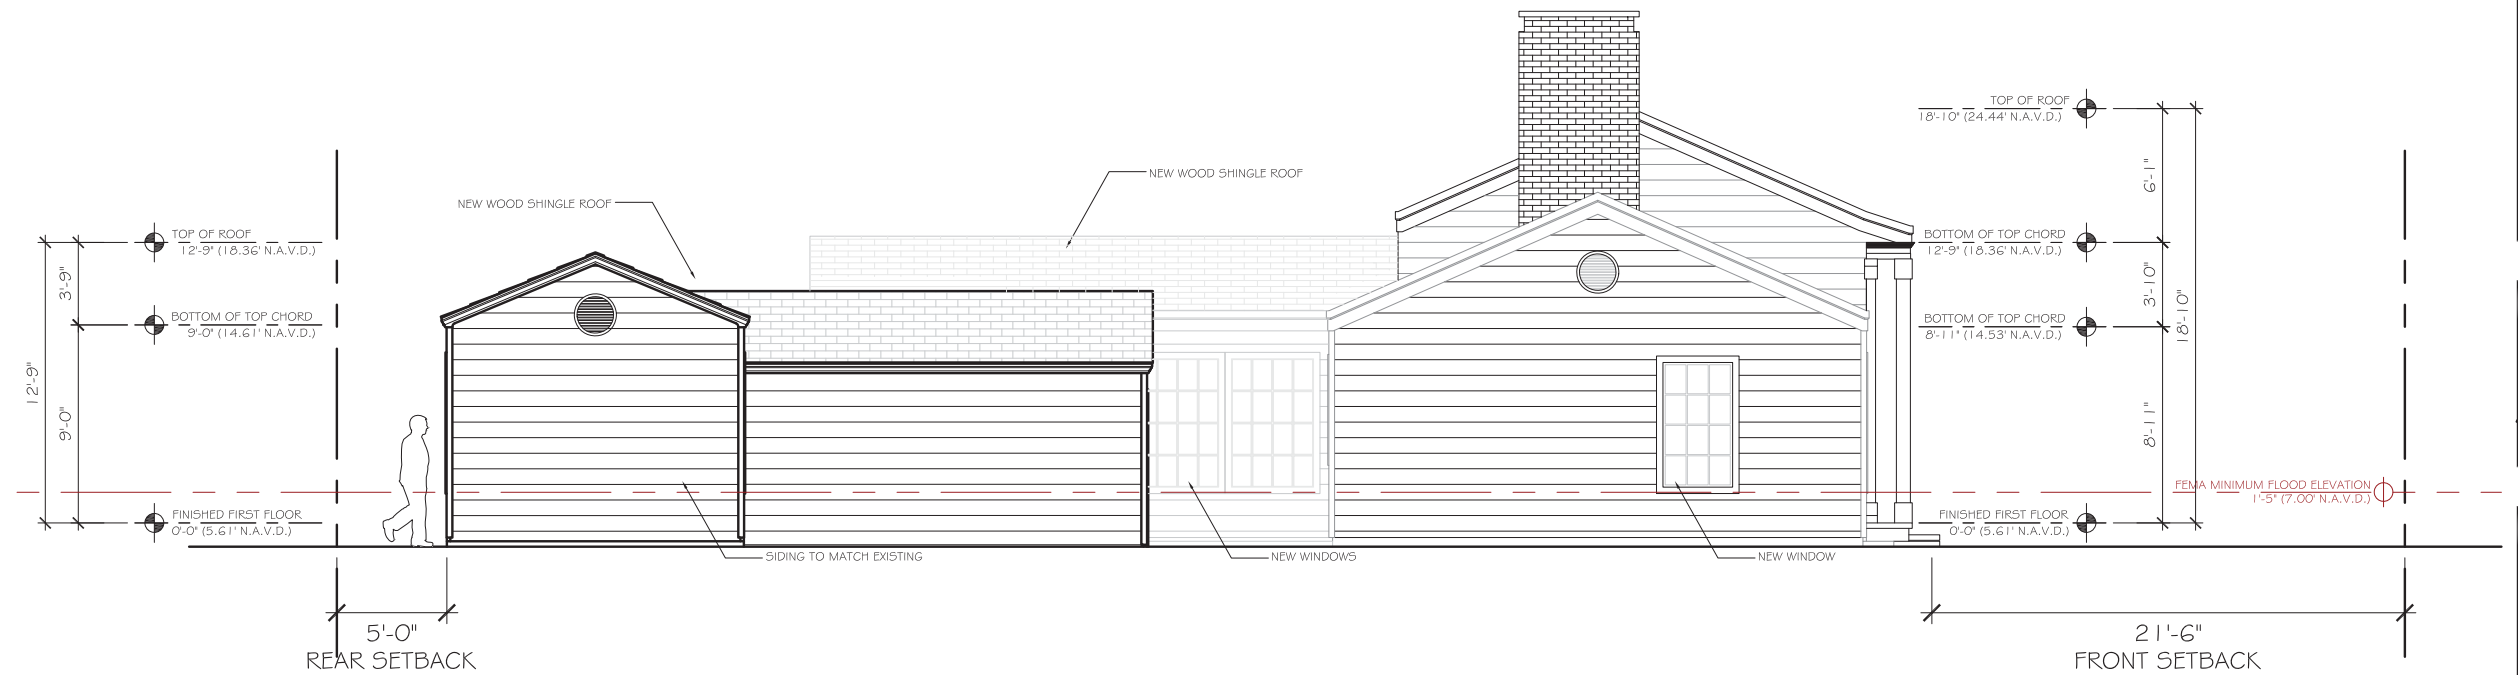 TOP OF ROOF
18'-10" (24.44' N.A.V.D.)
6'-1"
NEW WOOD SHINGLE ROOF
NEW WOOD SHINGLE ROOF
TOP OF ROOF
12'-9" (18.36' N.A.V.D.)
BOTTOM OF TOP CHORD
12'-9" (18.36' N.A.V.D.)
3'-9"
3'-10"
18'-10"
BOTTOM OF TOP CHORD
9'-0" (14.61' N.A.V.D.)
BOTTOM OF TOP CHORD
8'-11" (14.53' N.A.V.D.)
12'-9"
9'-0"
8'-11"
FEMA MINIMUM FLOOD ELEVATION
1'-5" (7.00' N.A.V.D.)
FINISHED FIRST FLOOR
0'-0" (5.61' N.A.V.D.)
FINISHED FIRST FLOOR
0'-0" (5.61' N.A.V.D.)
SIDING TO MATCH EXISTING
NEW WINDOWS
NEW WINDOW
5'-0"
REAR SETBACK
21'-6"
FRONT SETBACK